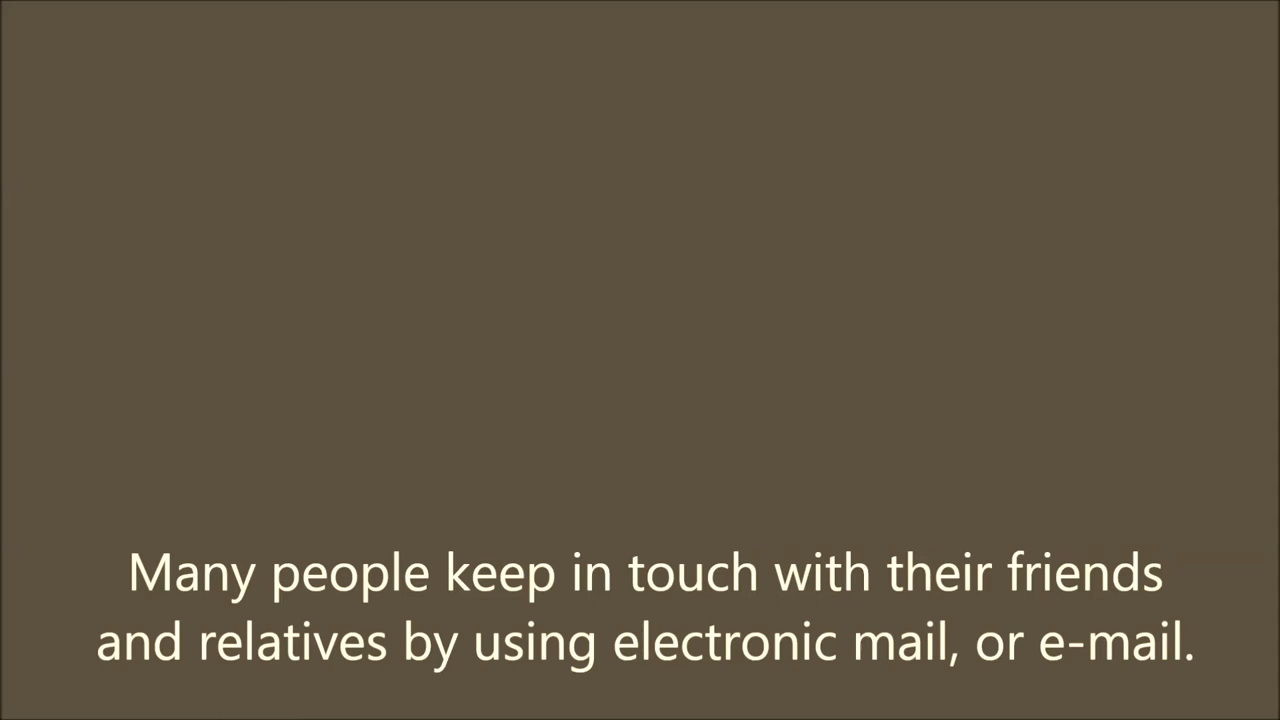 Many people keep in touch with their friends
and relatives by using electronic mail, or e-mail.